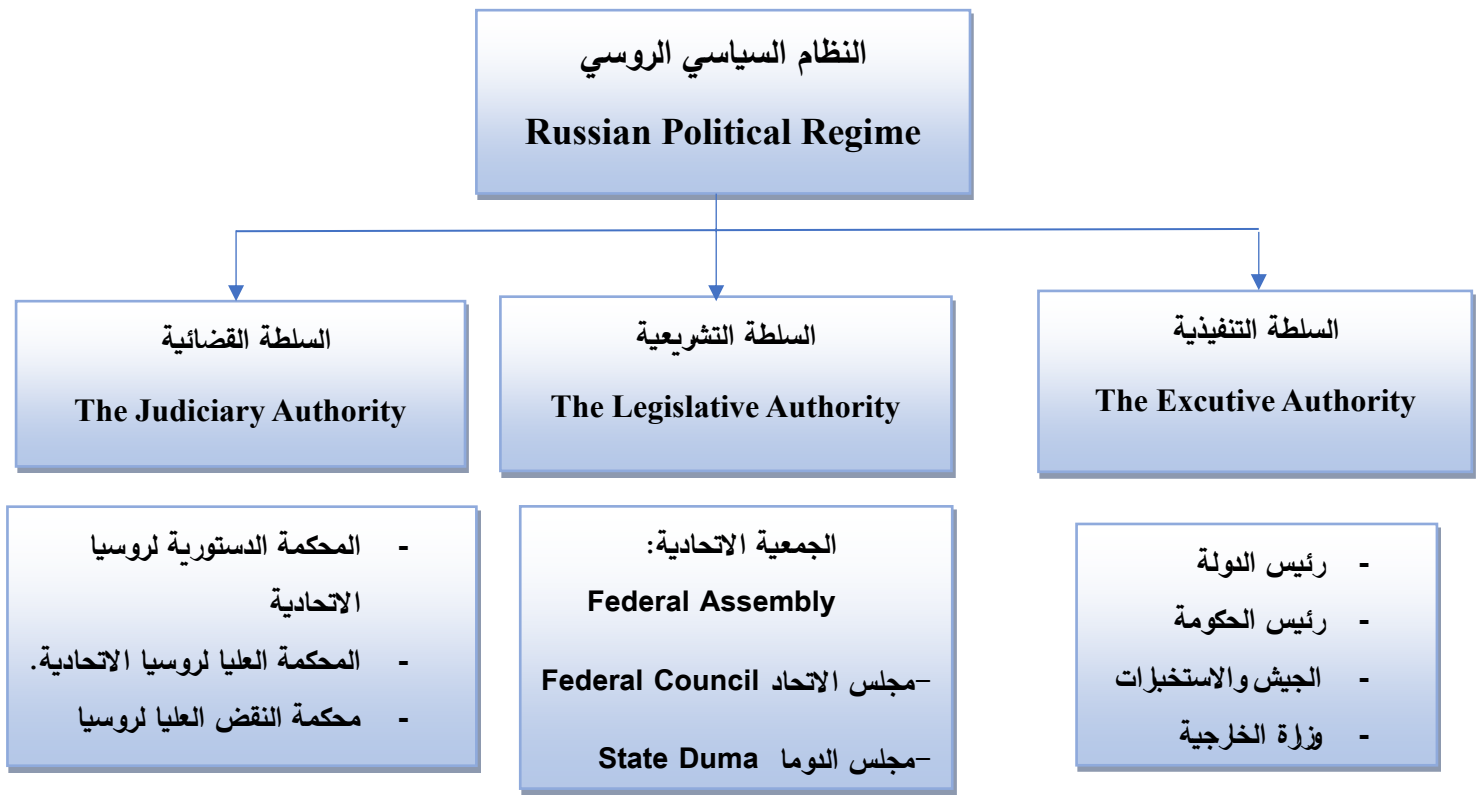 النظام السياسي الروسي
Russian Political Regime
السلطة القضائية
The Judiciary Authority
السلطة التشريعية
The Legislative Authority
السلطة التنفيذية
The Excutive Authority
- المحكمة الدستورية لروسيا
الاتحادية
- المحكمة العليا لروسيا الاتحادية.
- محكمة النقض العليا لروسيا
الجمعية الاتحادية:
Federal Assembly
-مجلس الاتحاد Federal Council
-مجلس الدوما State Duma
- رئيس الدولة
- رئيس الحكومة
- الجيش والاستخبرات
- وزارة الخارجية